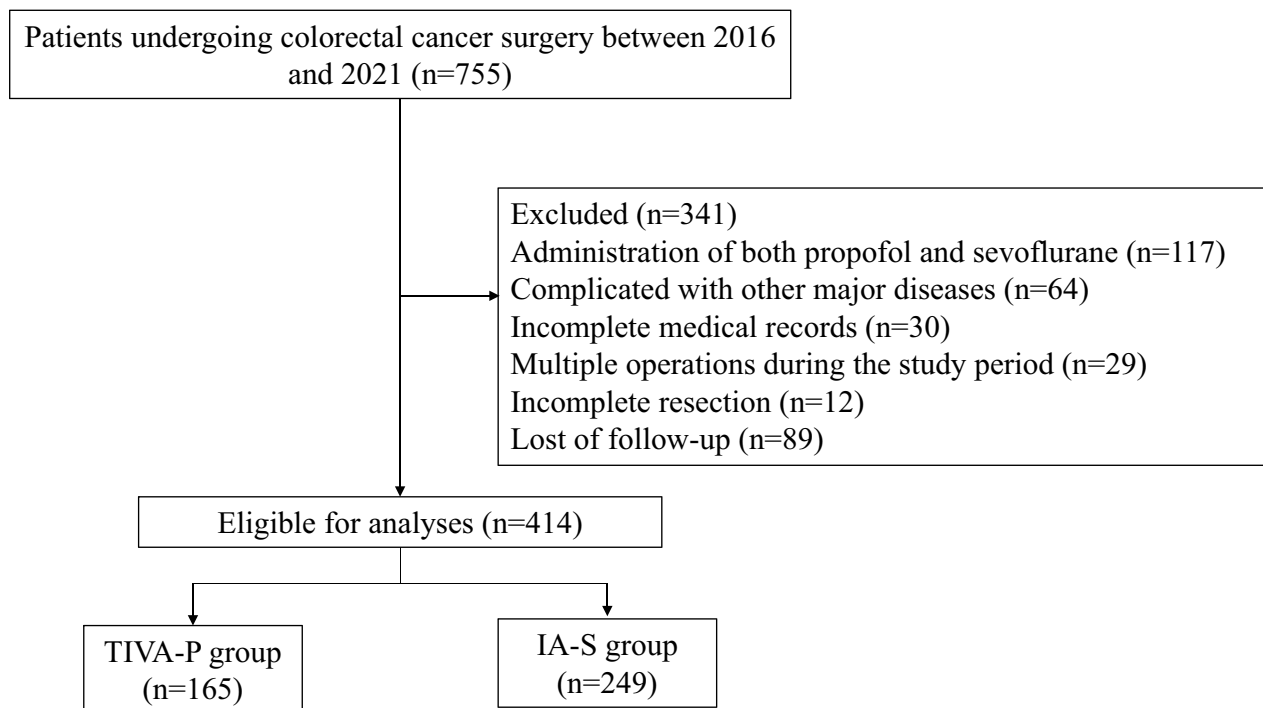 Patients undergoing colorectal cancer surgery between 2016
and 2021 (n=755)
Excluded (n=341)
Administration of both propofol and sevoflurane (n=117)
Complicated with other major diseases (n=64)
Incomplete medical records (n=30)
Multiple operations during the study period (n=29)
Incomplete resection (n=12)
Lost of follow-up (n=89)
Eligible for analyses (n=414)
TIVA-P group
(n=165)
IA-S group
(n=249)